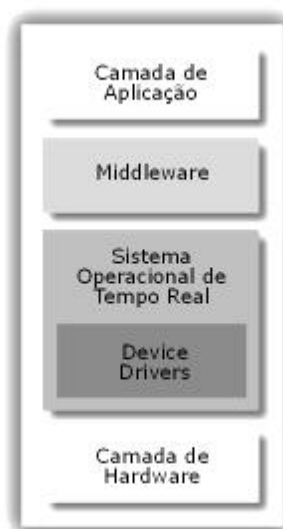 Camada de
Aplicação
Middleware
Sistema
Operacional de
Tempo Real
Device
Drivers
Camada de
Hardware